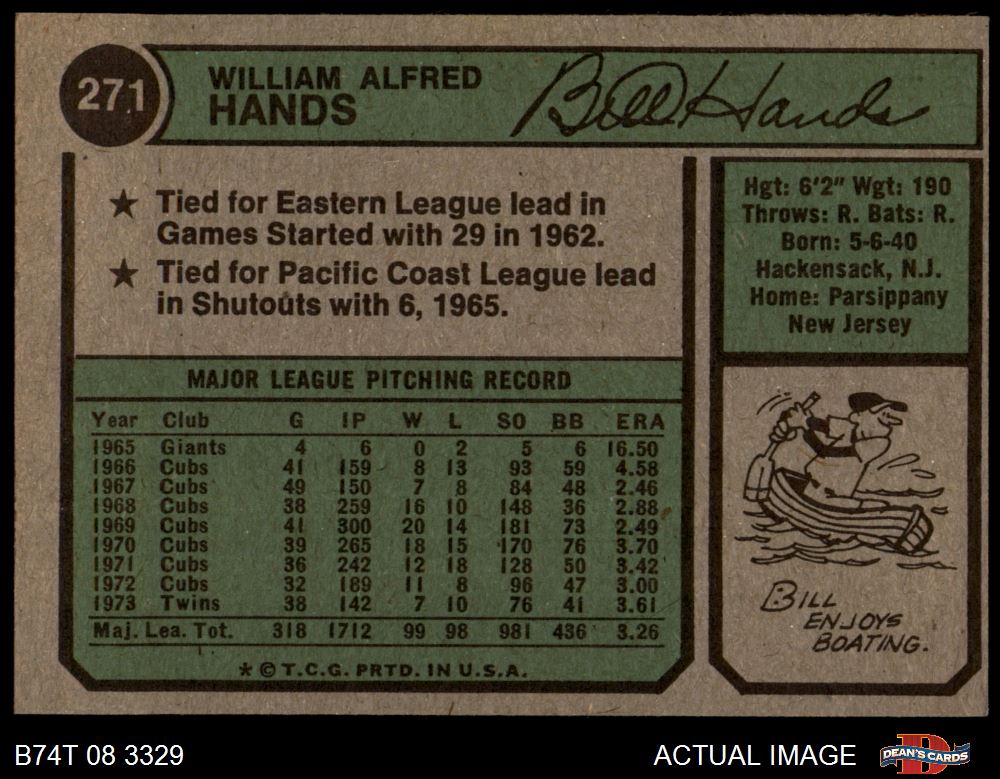 271
WILLIAM ALFRED
HANDS
Bill Hands
★ Tied for Eastern League lead in
Games Started with 29 in 1962.
★ Tied for Pacific Coast League lead
in Shutouts with 6, 1965.
Hgt: 6'2" Wgt: 190
Throws: R. Bats: R.
Born: 5-6-40
Hackensack, N.J.
Home: Parsippany
New Jersey
MAJOR LEAGUE PITCHING RECORD
Year Club G IP W L SO BB ERA
1965 Giants 4 6 0 2 5 6 16.50
1966 Cubs 41 159 8 13 93 59 4.58
1967 Cubs 49 150 7 8 84 48 2.46
1968 Cubs 38 259 16 10 148 36 2.88
1969 Cubs 41 300 20 14 181 73 2.49
1970 Cubs 39 265 18 15 170 76 3.70
1971 Cubs 36 242 12 18 128 50 3.42
1972 Cubs 32 189 11 8 96 47 3.00
1973 Twins 38 142 7 10 76 41 3.61
Maj. Lea. Tot. 318 1712 99 98 981 436 3.26
* © T.C.G. PRTD. IN U.S.A.
BILL
ENJOYS
BOATING.
B74T 08 3329
ACTUAL IMAGE
DEAN'S CARDS